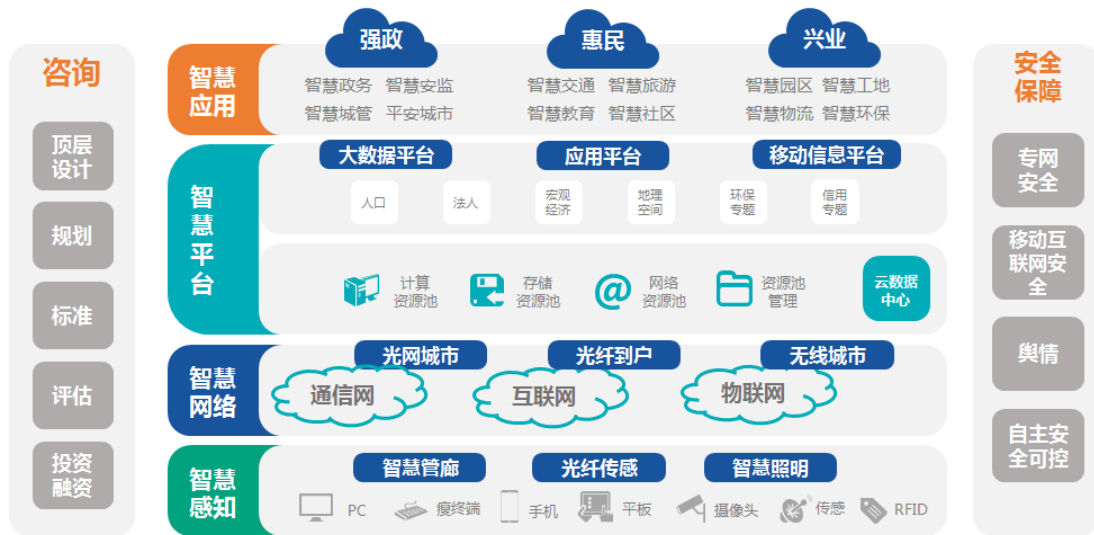 咨询
顶层
设计
规划
标准
评估
投资
融资
智慧
应用
强政
惠民
兴业
智慧政务 智慧安监
智慧城管 平安城市
智慧交通 智慧旅游
智慧教育 智慧社区
智慧园区 智慧工地
智慧物流 智慧环保
智
慧
平
台
大数据平台
应用平台
移动信息平台
人口
法人
宏观
经济
地理
空间
环保
专题
信用
专题
计算
资源池
存储
资源池
网络
资源池
资源池
管理
云数据
中心
智慧
网络
光网城市
光纤到户
无线城市
通信网
互联网
物联网
智慧
感知
智慧管廊
光纤传感
智慧照明
PC
瘦终端
手机
平板
摄像头
传感
RFID
安全
保障
专网
安全
移动互
联网安
全
舆情
自主安
全可控